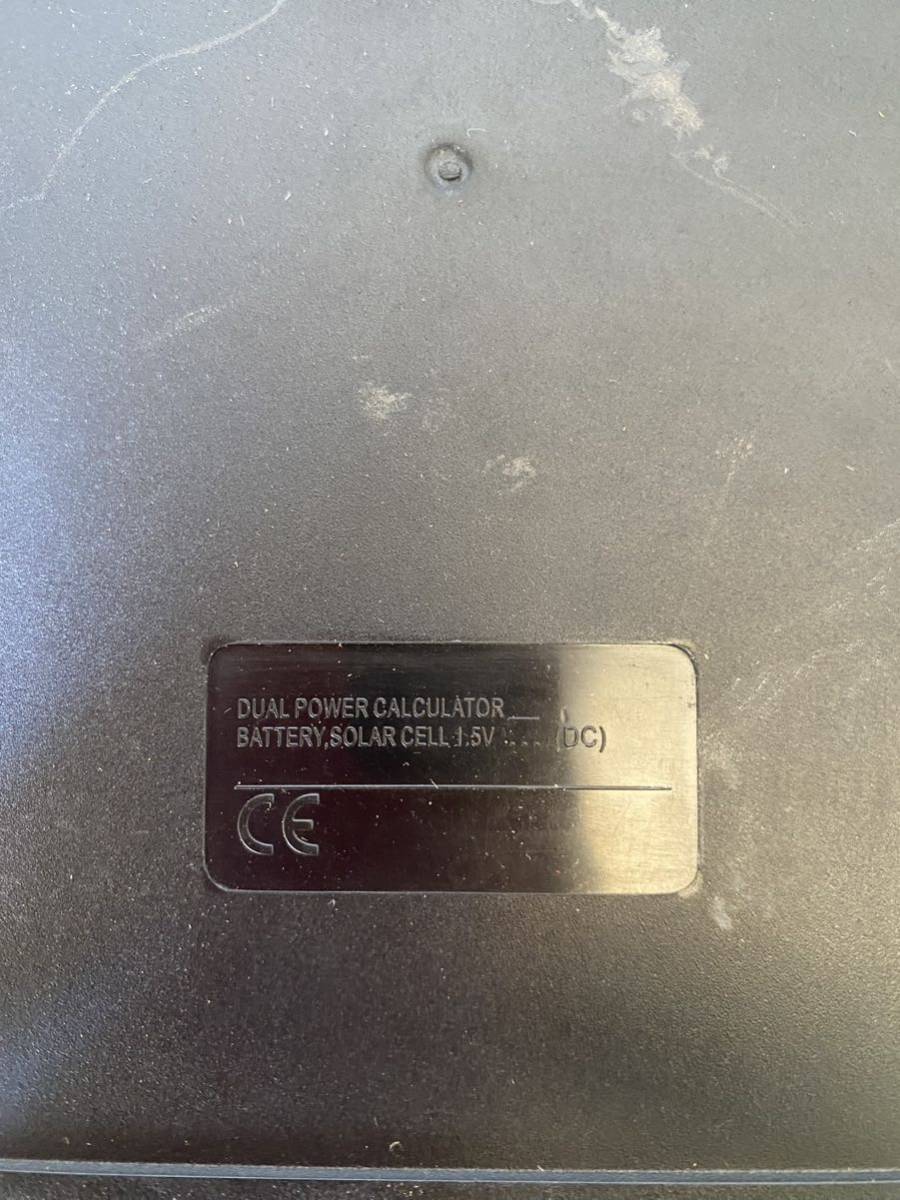 DUAL POWER CALCULATOR
BATTERY,SOLAR CELL 1.5V (DC)
CE